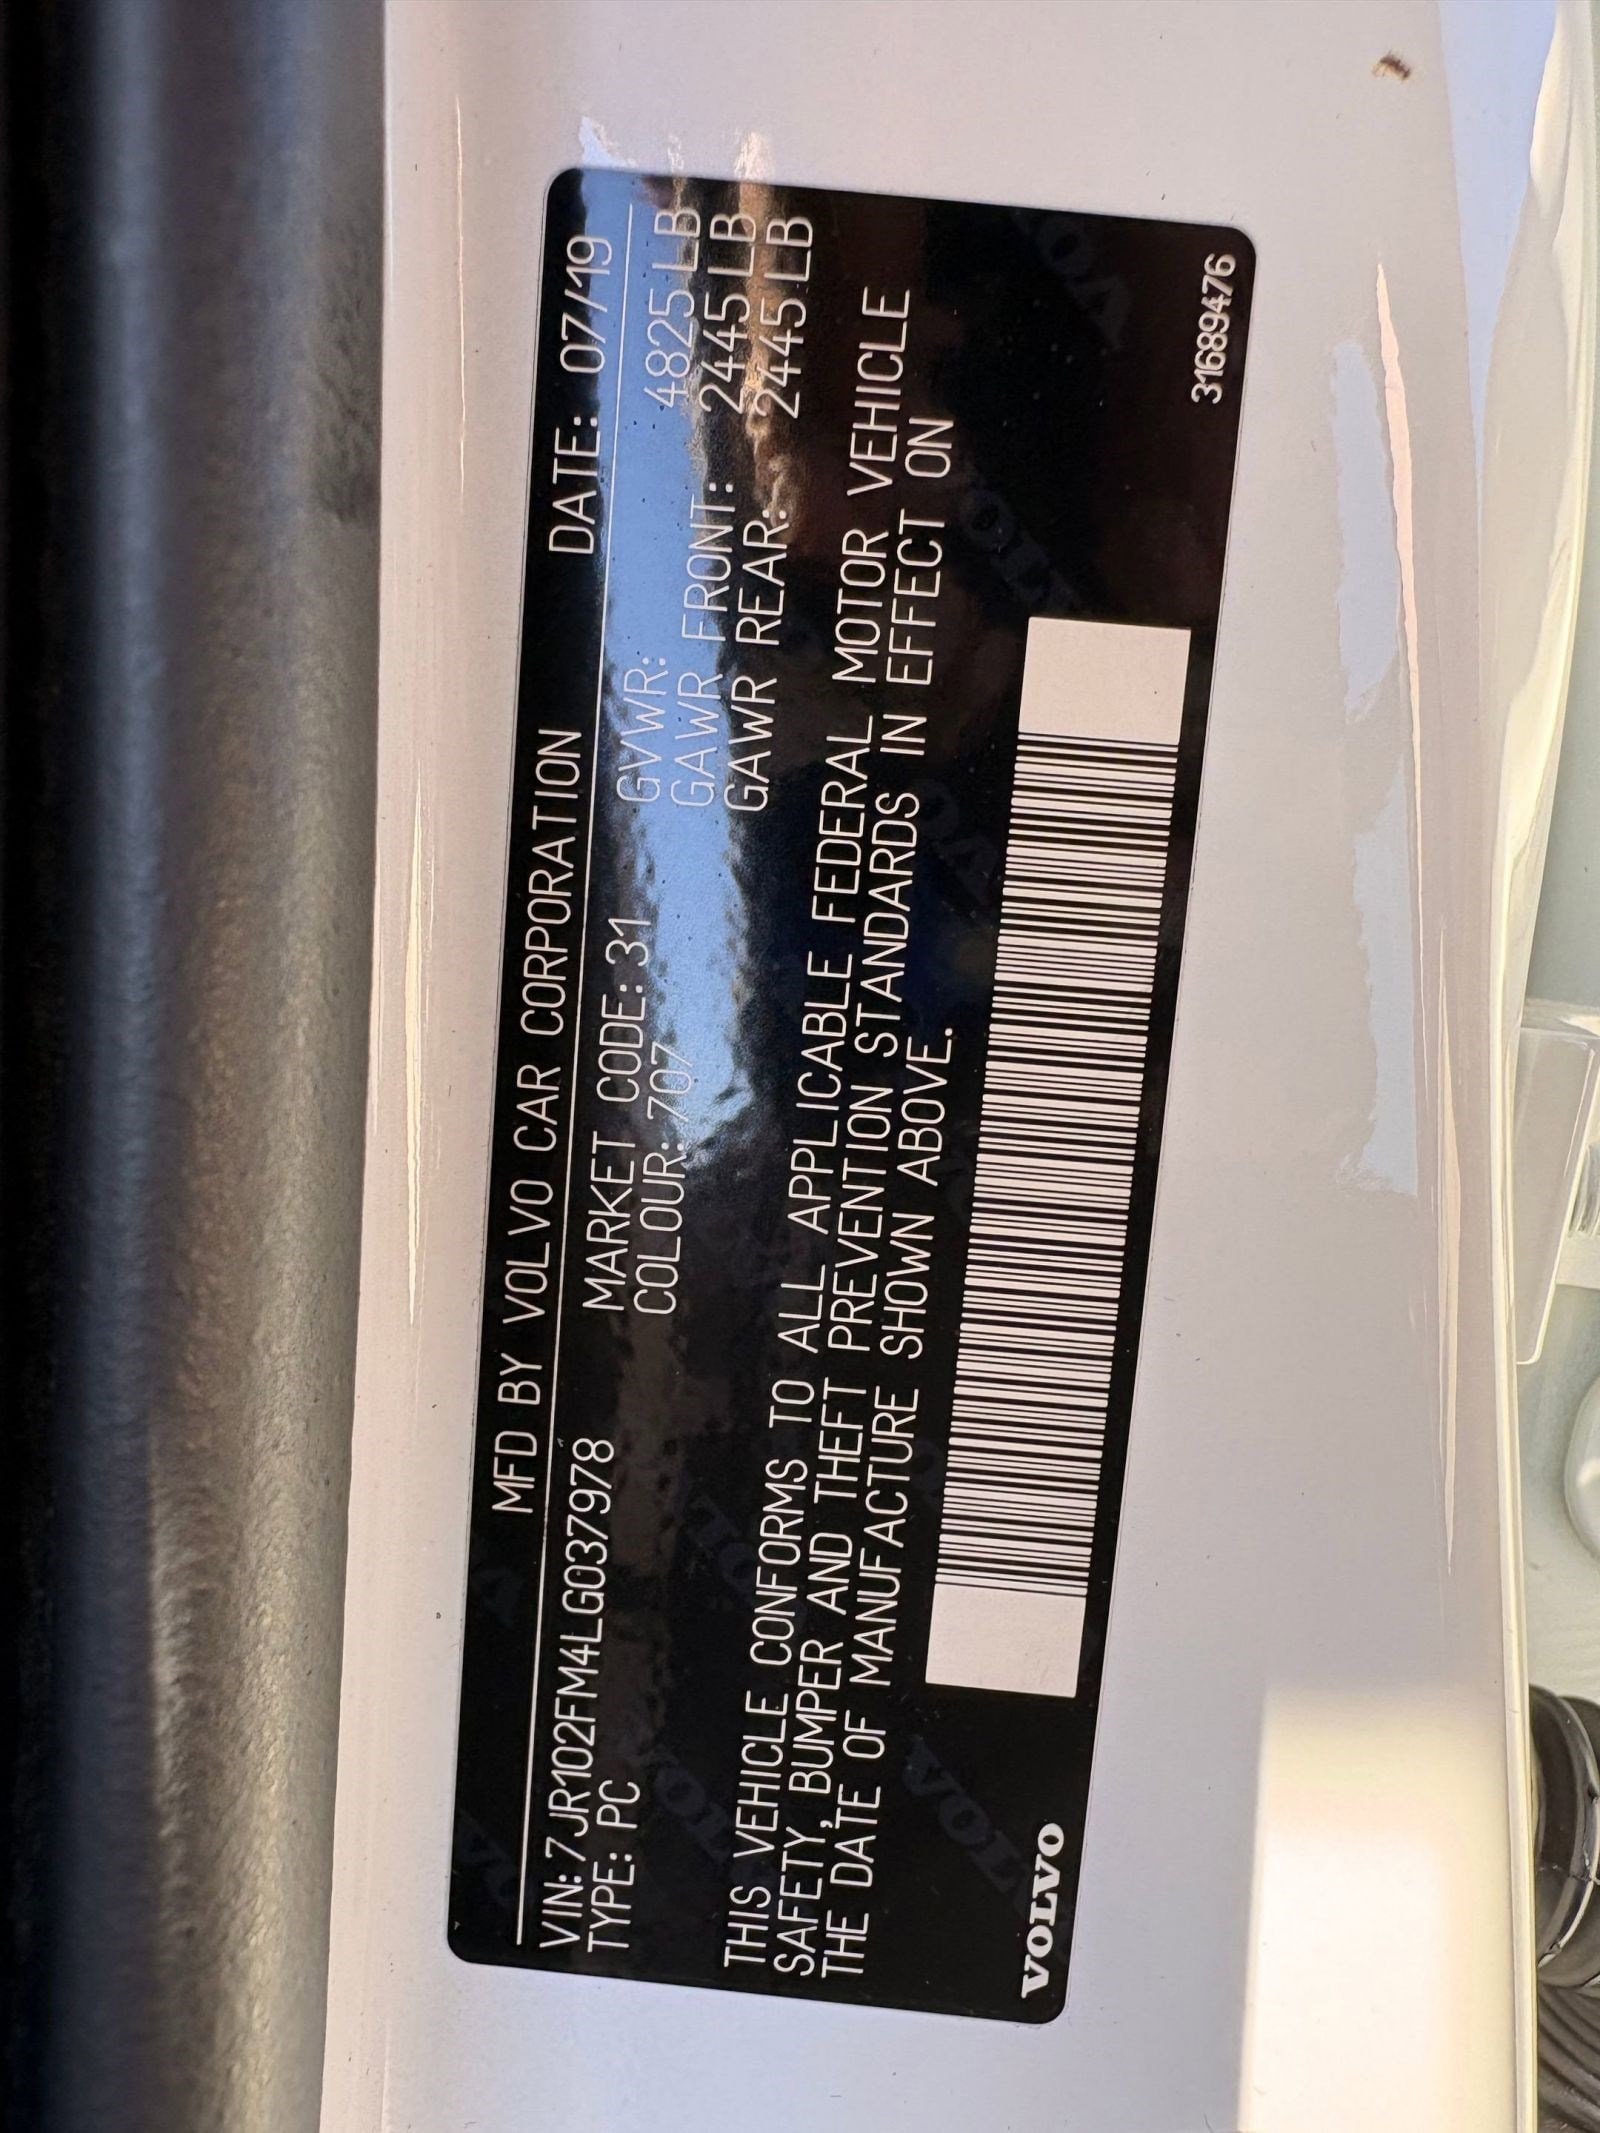 MFD BY VOLVO CAR CORPORATION DATE: 07/19
VIN: 7JR102FM4LG037978 MARKET CODE: 31 GVWR: 4825 LB
TYPE: PC COLOUR: 707 GAWR FRONT: 2445 LB
GAWR REAR: 2445 LB
THIS VEHICLE CONFORMS TO ALL APPLICABLE FEDERAL MOTOR VEHICLE
SAFETY, BUMPER AND THEFT PREVENTION STANDARDS IN EFFECT ON
THE DATE OF MANUFACTURE SHOWN ABOVE.
VOLVO 31689476